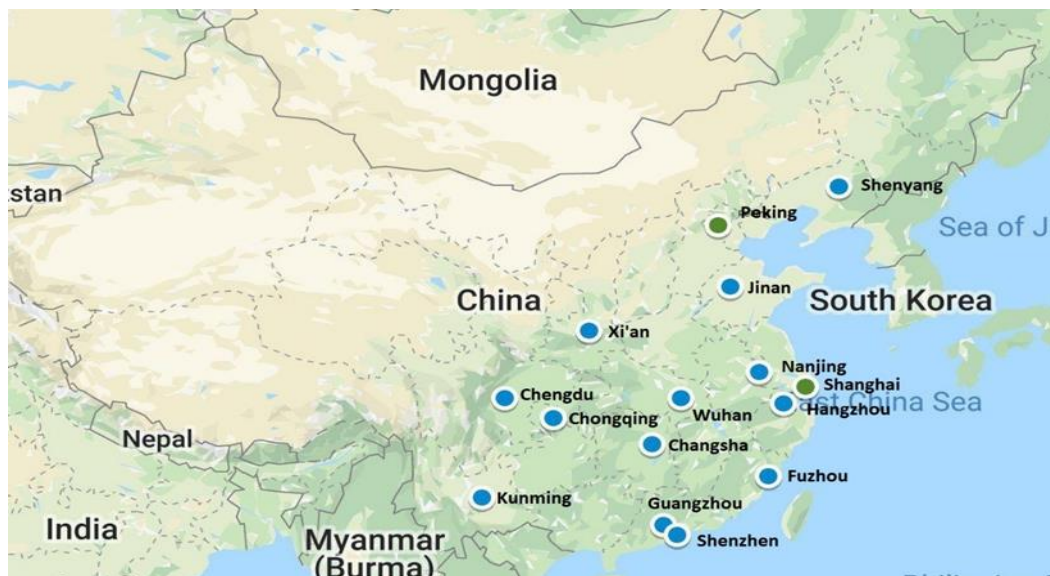 Mongolia
stan
Shenyang
Peking
Sea of J
Jinan
China
South Korea
Xi'an
Nanjing
Shanghai
Chengdu
Hangzhou
ast China Sea
Chongqing
Wuhan
Nepal
Changsha
Fuzhou
Kunming
Guangzhou
India
Shenzhen
Myanmar
(Burma)